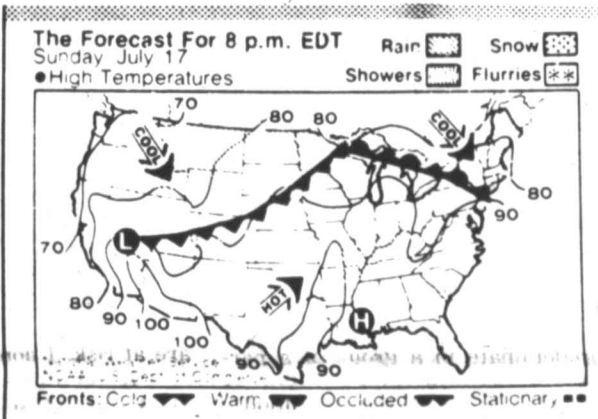 The Forecast For 8 p.m. EDT
Rain Snow
Sunday July 17
●High Temperatures
Showers Flurries
70
80 80
COOL
COOL
80
90
70
L
HOT
80
90 100
100
H
90
90
Fronts: Cold Warm Occluded Stationary